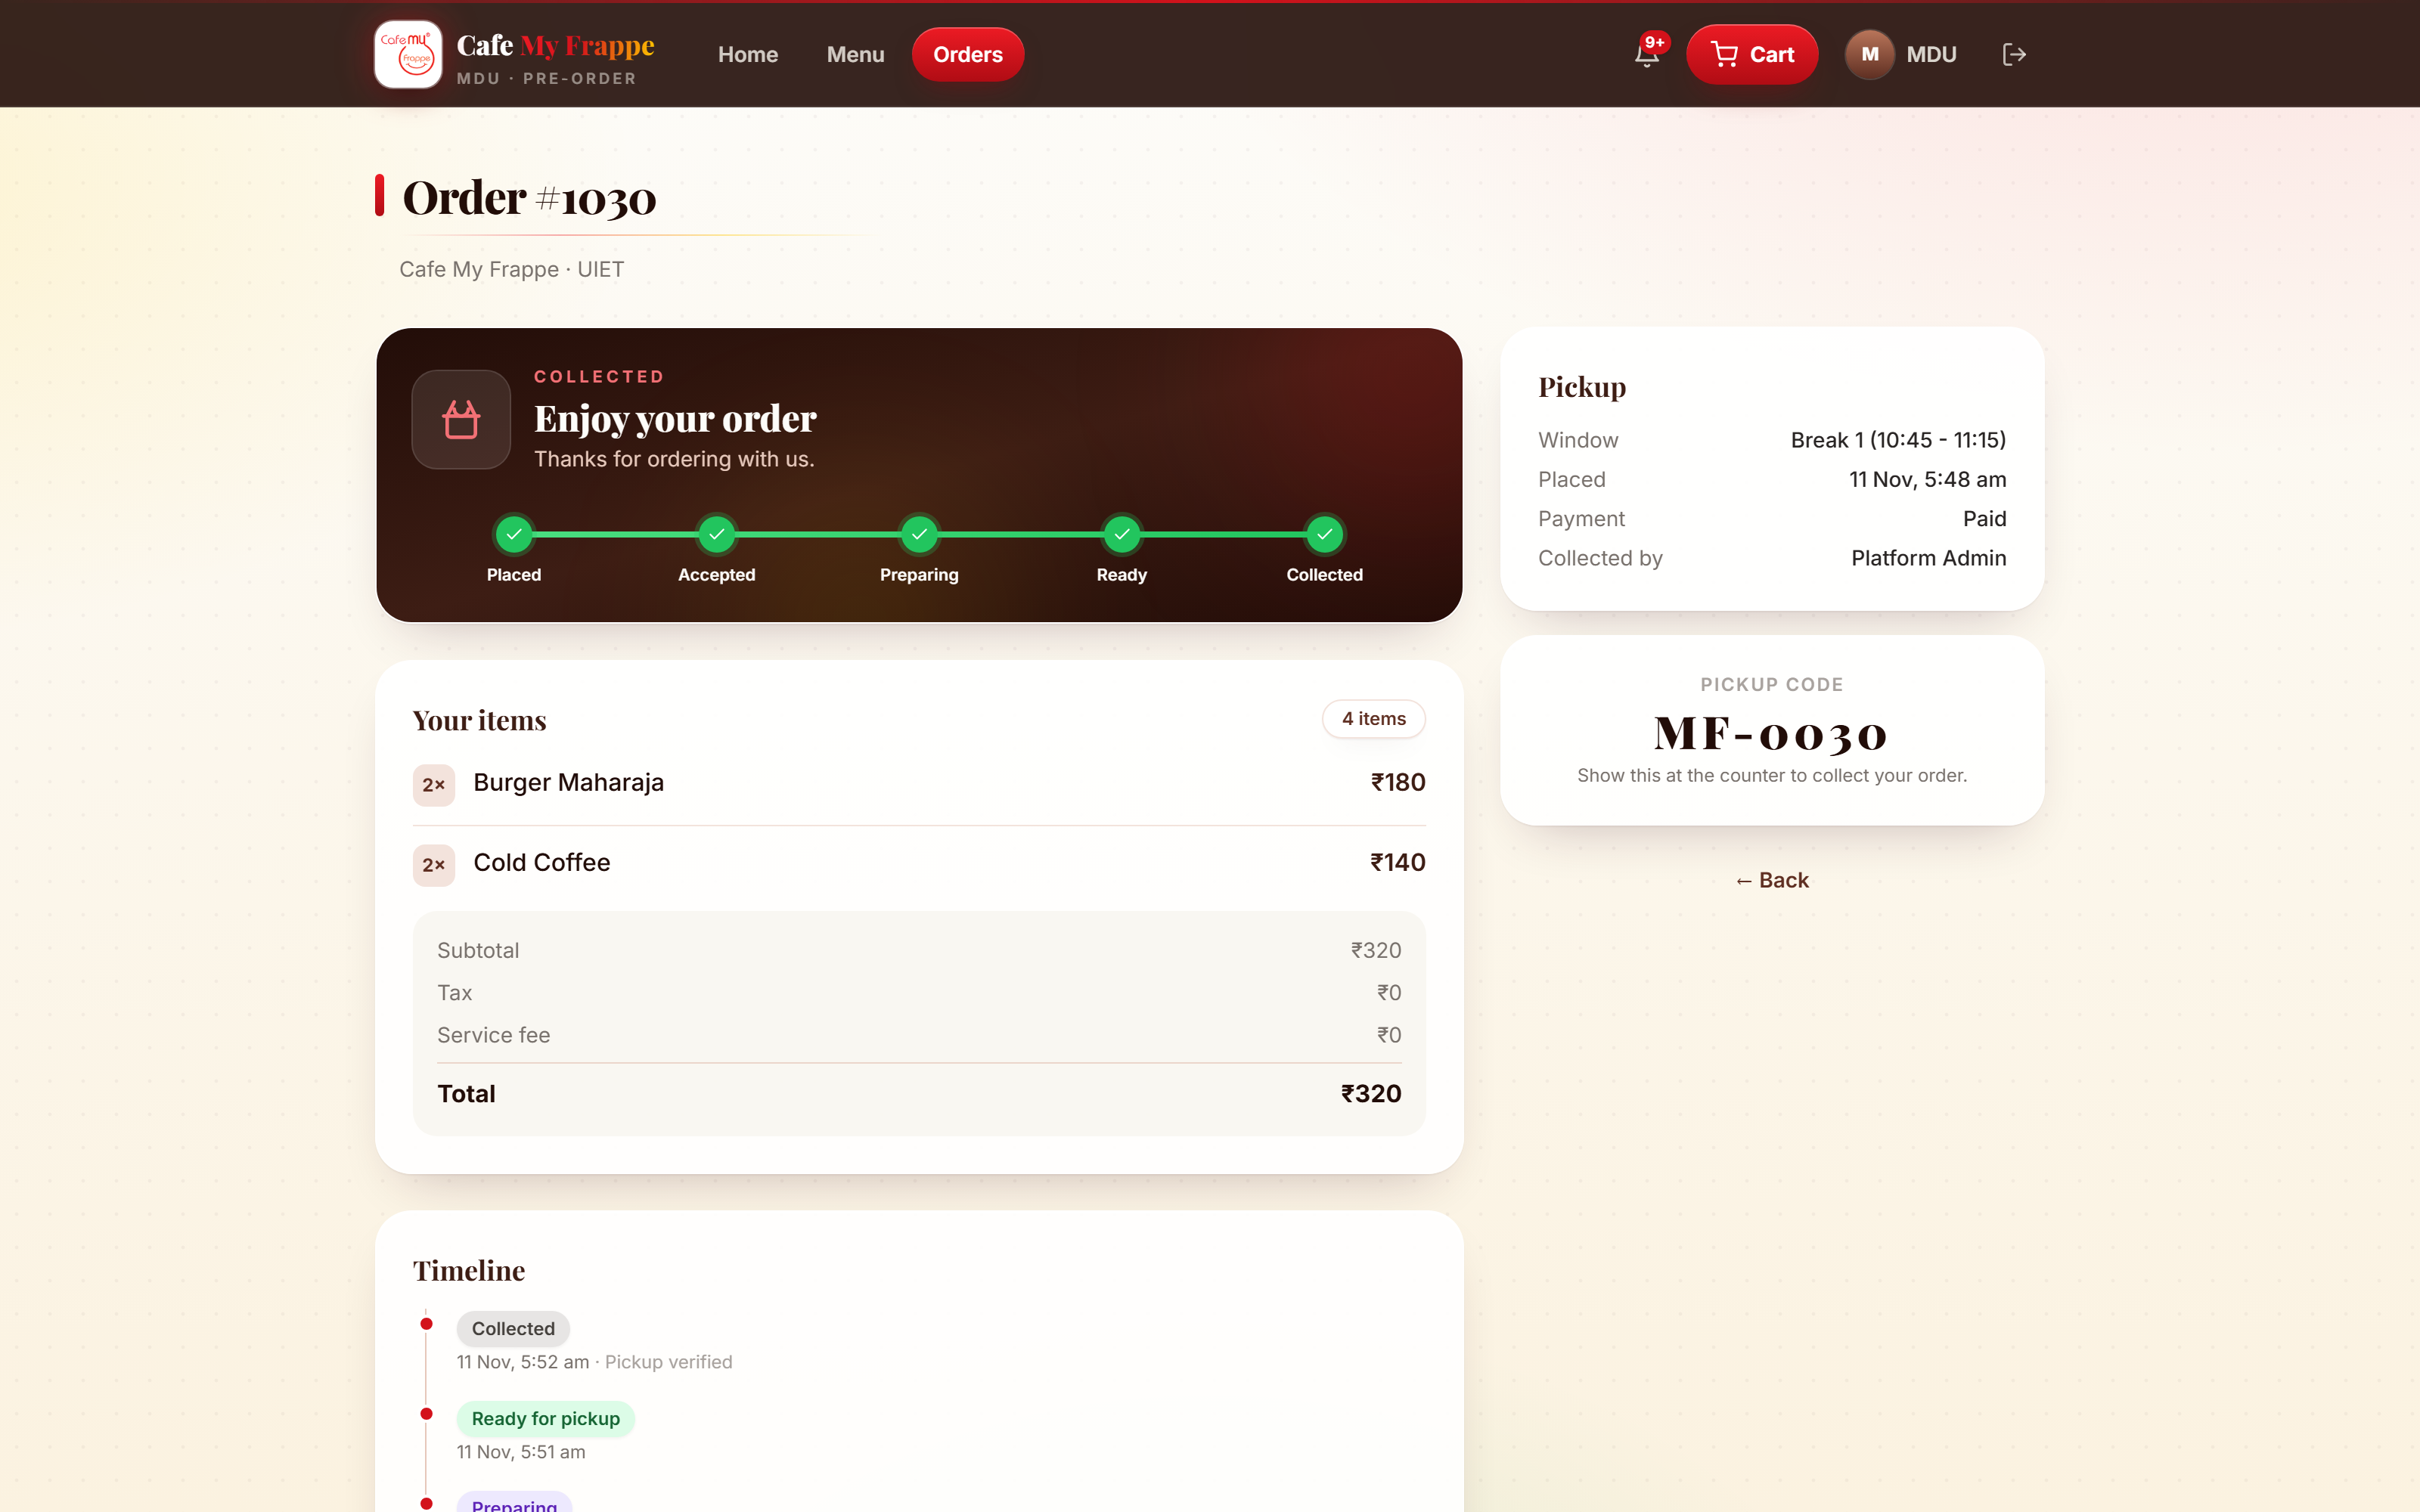 Cafe my®
Frappe
Cafe My Frappe
MDU · PRE-ORDER
Home
Menu
Orders
9+
Cart
M
MDU
Order #1030
Cafe My Frappe · UIET
COLLECTED
Enjoy your order
Thanks for ordering with us.
Placed
Accepted
Preparing
Ready
Collected
Your items
4 items
2× Burger Maharaja ₹180
2× Cold Coffee ₹140
Subtotal ₹320
Tax ₹0
Service fee ₹0
Total ₹320
Timeline
Collected
11 Nov, 5:52 am · Pickup verified
Ready for pickup
11 Nov, 5:51 am
Preparing
Pickup
Window Break 1 (10:45 - 11:15)
Placed 11 Nov, 5:48 am
Payment Paid
Collected by Platform Admin
PICKUP CODE
MF-0030
Show this at the counter to collect your order.
← Back